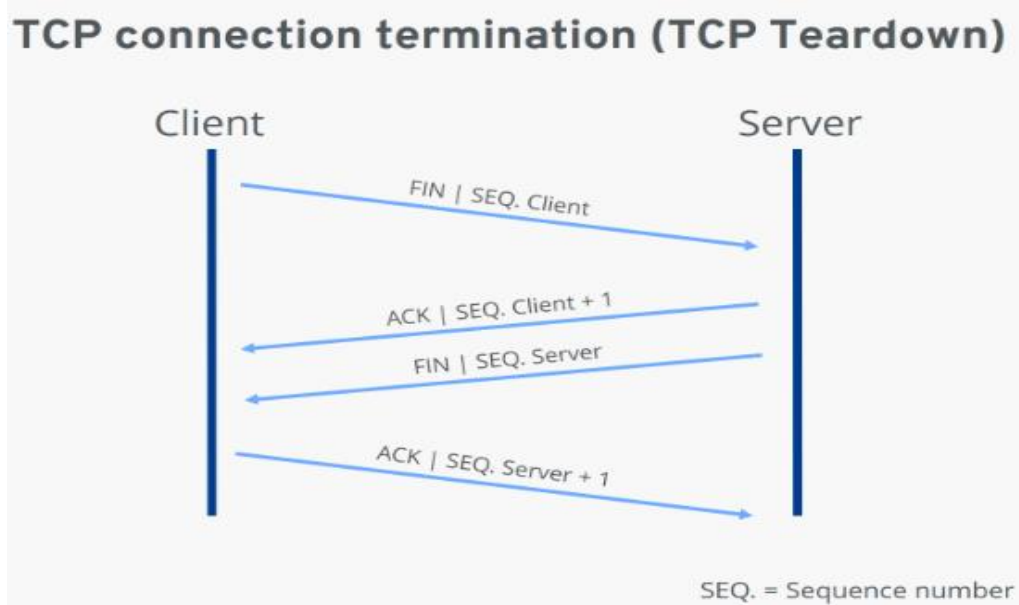 TCP connection termination (TCP Teardown)
Client
Server
FIN | SEQ. Client
ACK | SEQ. Client + 1
FIN | SEQ. Server
ACK | SEQ. Server + 1
SEQ. = Sequence number